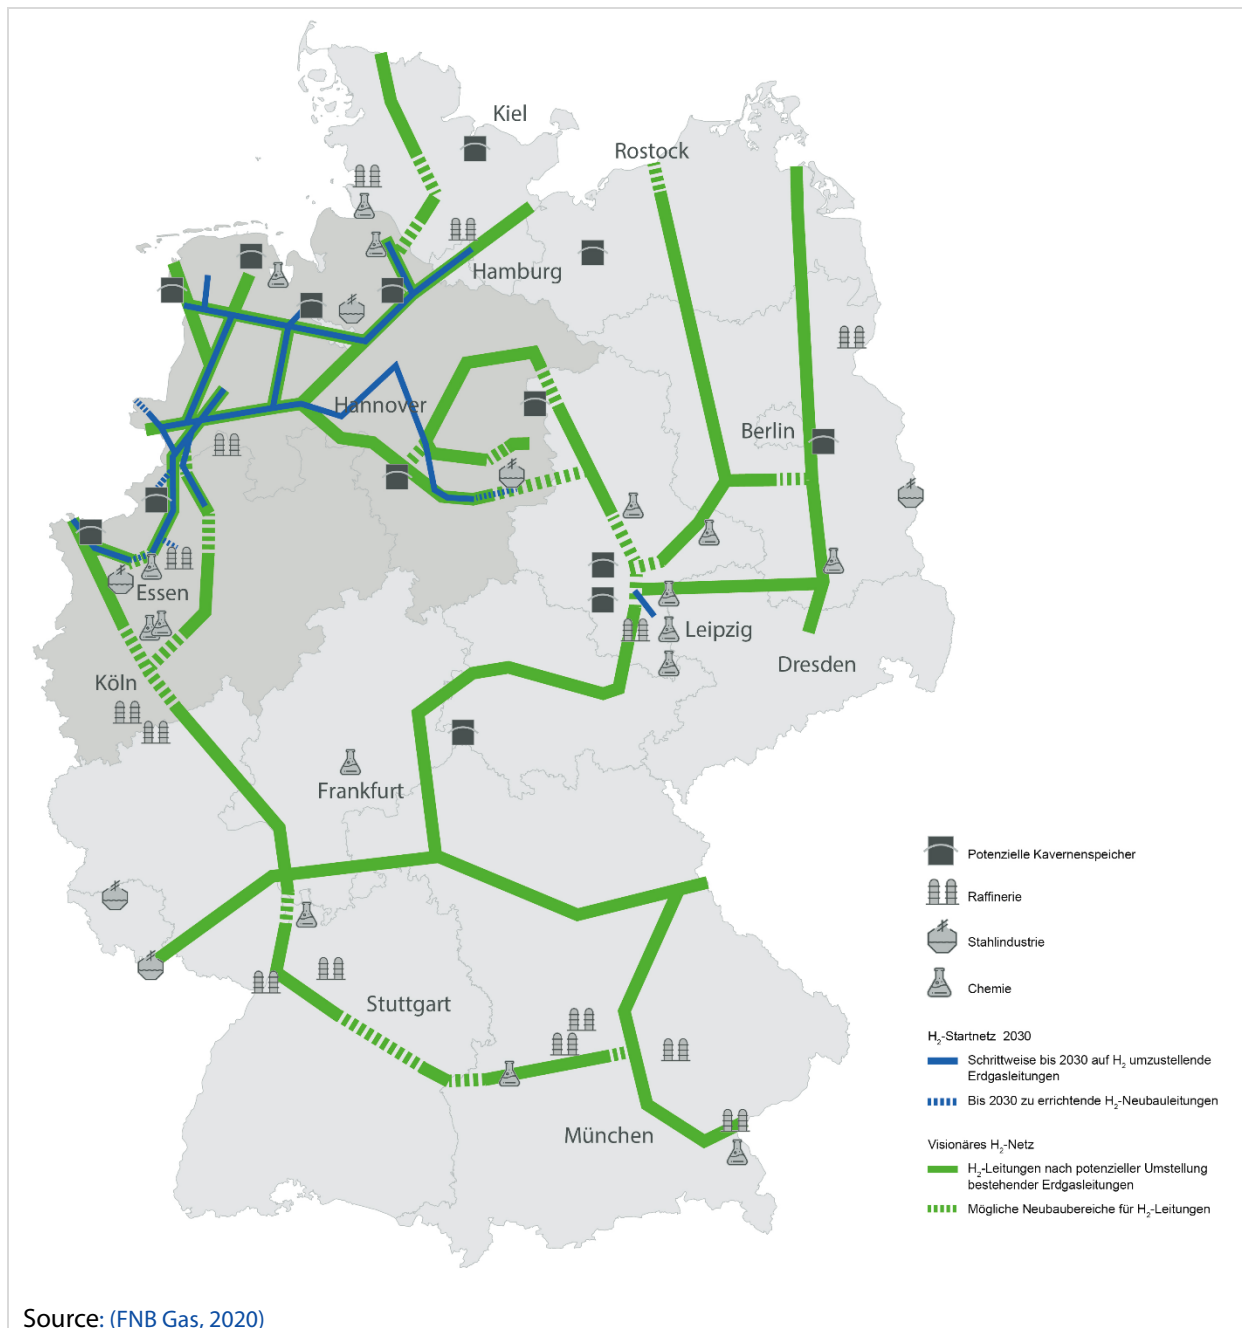 Kiel
Rostock
Hamburg
Hannover
Berlin
Essen
Leipzig
Dresden
Köln
Frankfurt
Stuttgart
München
Potenzielle Kavernenspeicher
Raffinerie
Stahlindustrie
Chemie
H₂-Startnetz 2030
Schrittweise bis 2030 auf H₂ umzustellende
Erdgasleitungen
Bis 2030 zu errichtende H₂-Neubauleitungen
Visionäres H₂-Netz
H₂-Leitungen nach potenzieller Umstellung
bestehender Erdgasleitungen
Mögliche Neubaubereiche für H₂-Leitungen
Source: (FNB Gas, 2020)